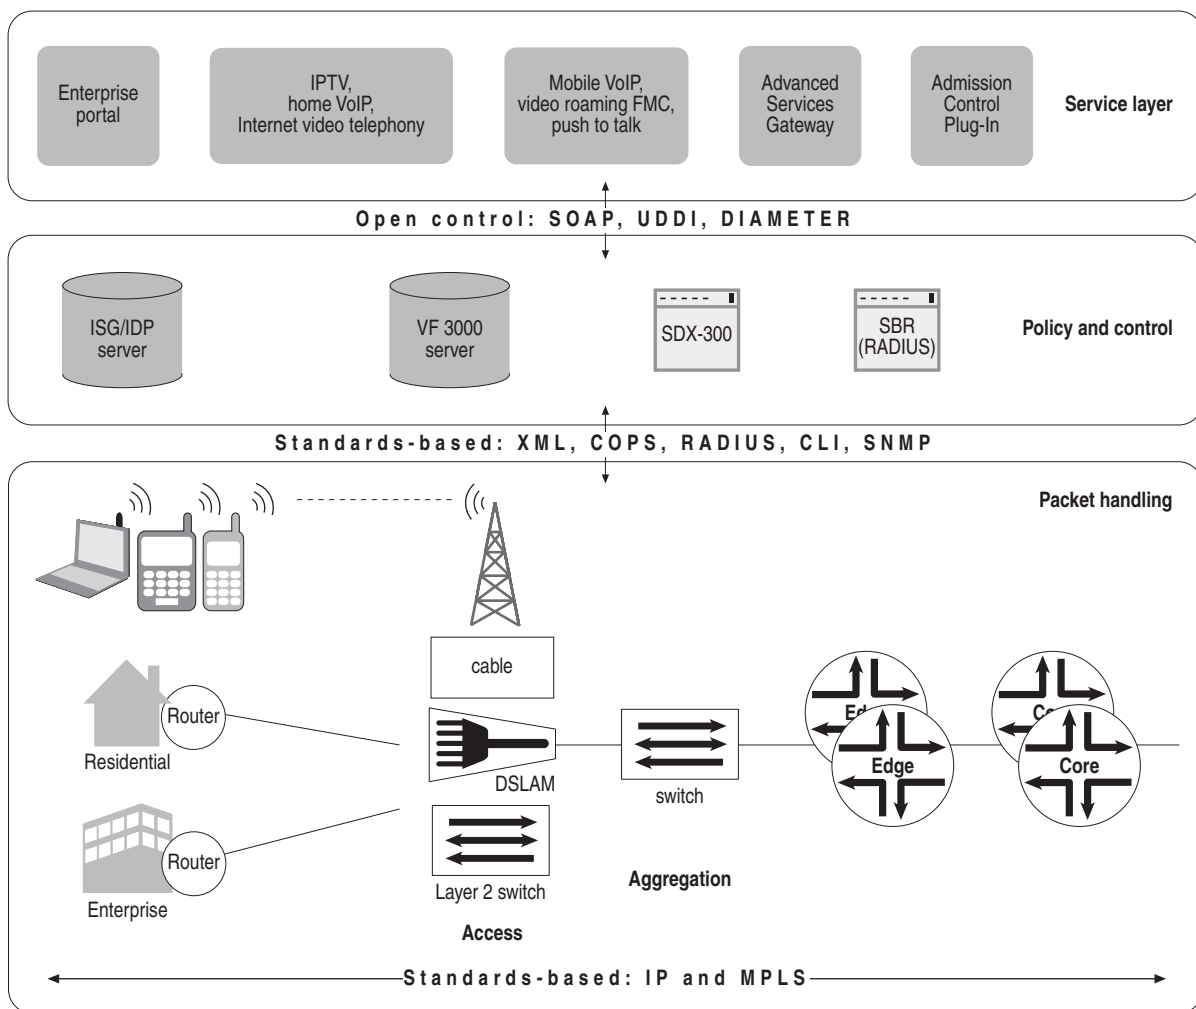 Enterprise
portal
IPTV,
home VoIP,
Internet video telephony
Mobile VoIP,
video roaming FMC,
push to talk
Advanced
Services
Gateway
Admission
Control
Plug-In
Service layer
Open control: SOAP, UDDI, DIAMETER
ISG/IDP
server
VF 3000
server
SDX-300
SBR
(RADIUS)
Policy and control
Standards-based: XML, COPS, RADIUS, CLI, SNMP
Packet handling
cable
Router
Residential
DSLAM
switch
Edge
Core
Router
Enterprise
Layer 2 switch
Aggregation
Access
Standards-based: IP and MPLS